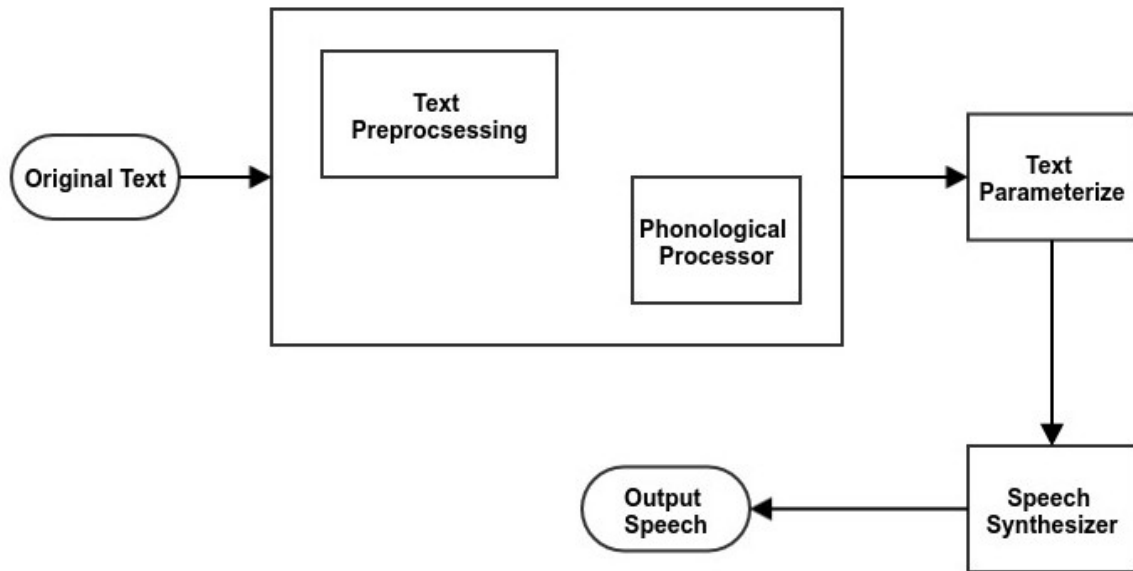 Text
Preprocsessing
Original Text
Phonological
Processor
Text
Parameterize
Speech
Synthesizer
Output
Speech